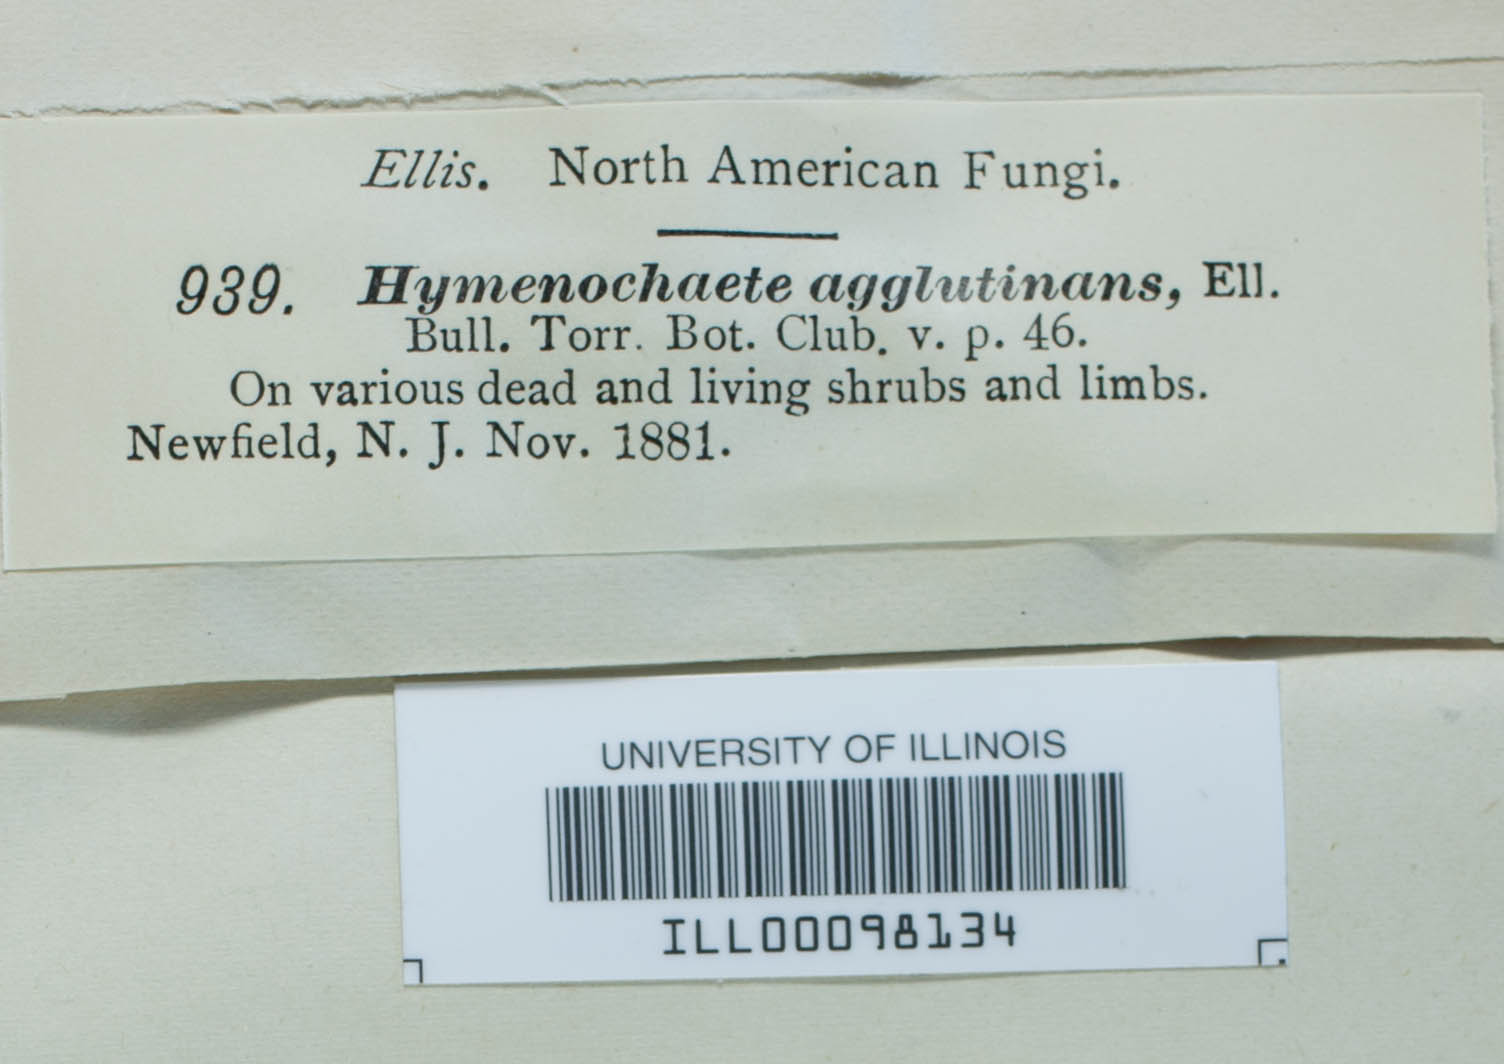 Ellis. North American Fungi.
939. Hymenochaete agglutinans, Ell.
Bull. Torr. Bot. Club. v. p. 46.
On various dead and living shrubs and limbs.
Newfield, N. J. Nov. 1881.
UNIVERSITY OF ILLINOIS
ILL00098134